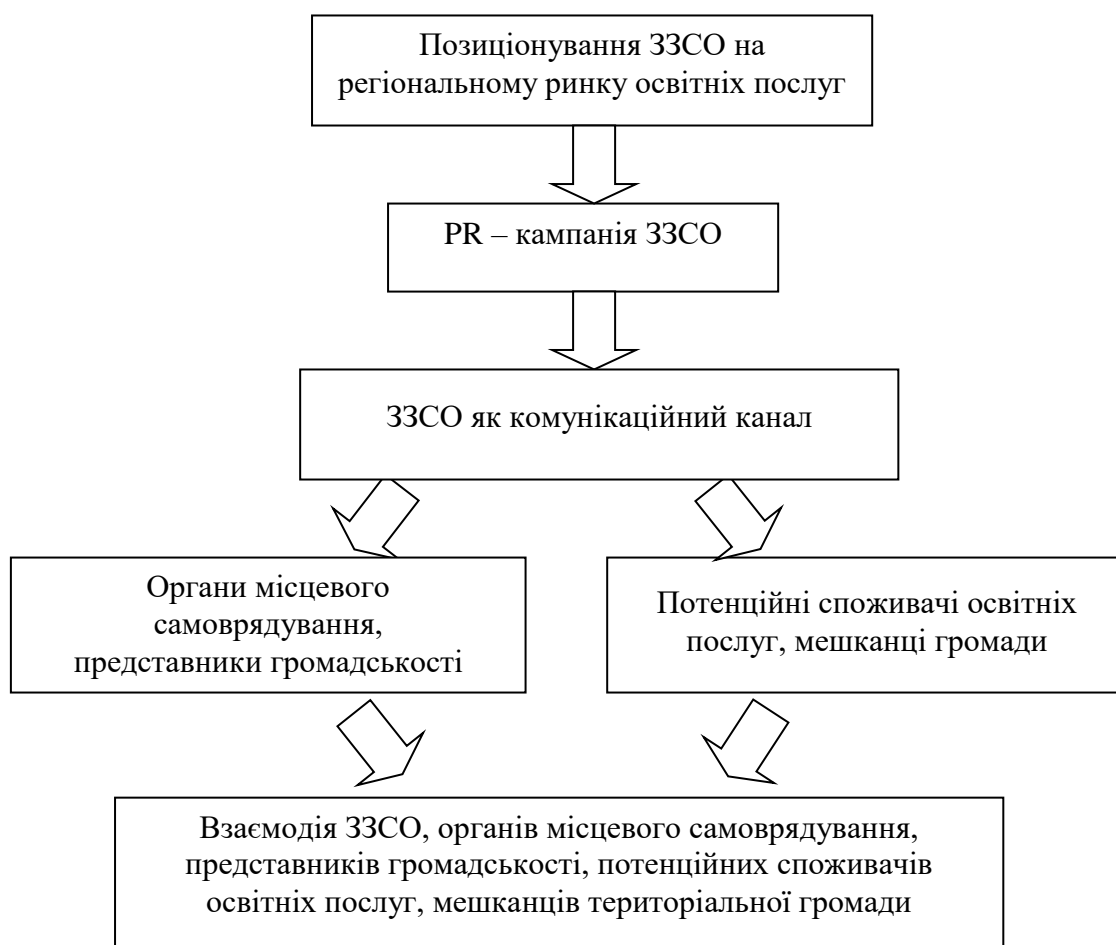 Позиціонування ЗЗСО на
регіональному ринку освітніх послуг
PR – кампанія ЗЗСО
ЗЗСО як комунікаційний канал
Органи місцевого
самоврядування,
представники громадськості
Потенційні споживачі освітніх
послуг, мешканці громади
Взаємодія ЗЗСО, органів місцевого самоврядування,
представників громадськості, потенційних споживачів
освітніх послуг, мешканців територіальної громади